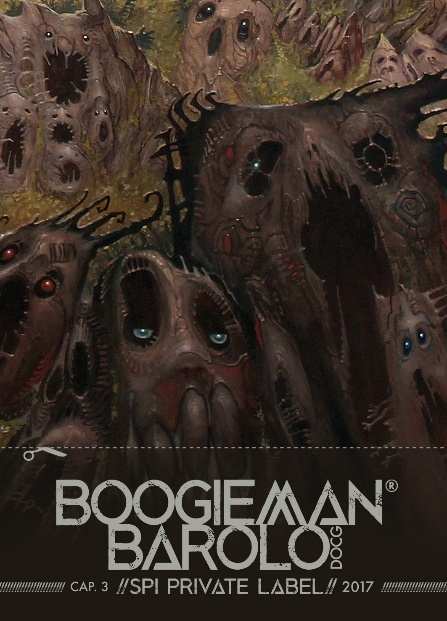 BOOGIEMAN®
BAROLO DOCG
CAP. 3 //SPI PRIVATE LABEL// 2017